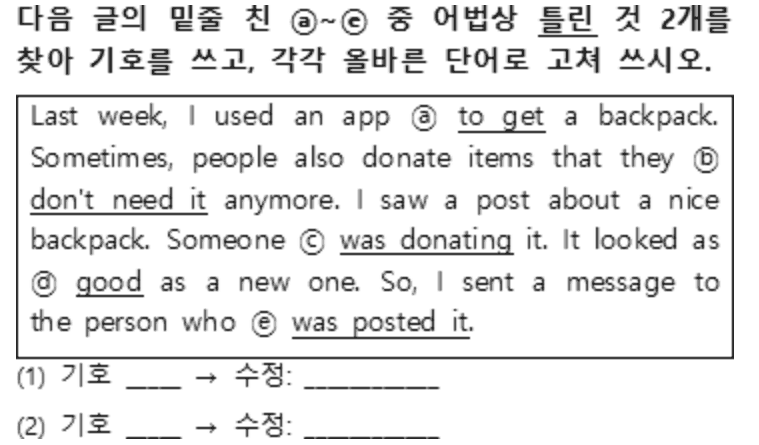 다음 글의 밑줄 친 ⓐ~ⓔ 중 어법상 틀린 것 2개를
찾아 기호를 쓰고, 각각 올바른 단어로 고쳐 쓰시오.
Last week, I used an app ⓐ to get a backpack.
Sometimes, people also donate items that they ⓑ
don't need it anymore. I saw a post about a nice
backpack. Someone ⓒ was donating it. It looked as
ⓓ good as a new one. So, I sent a message to
the person who ⓔ was posted it.
(1) 기호 ____ → 수정: __________
(2) 기호 ____ → 수정: __________